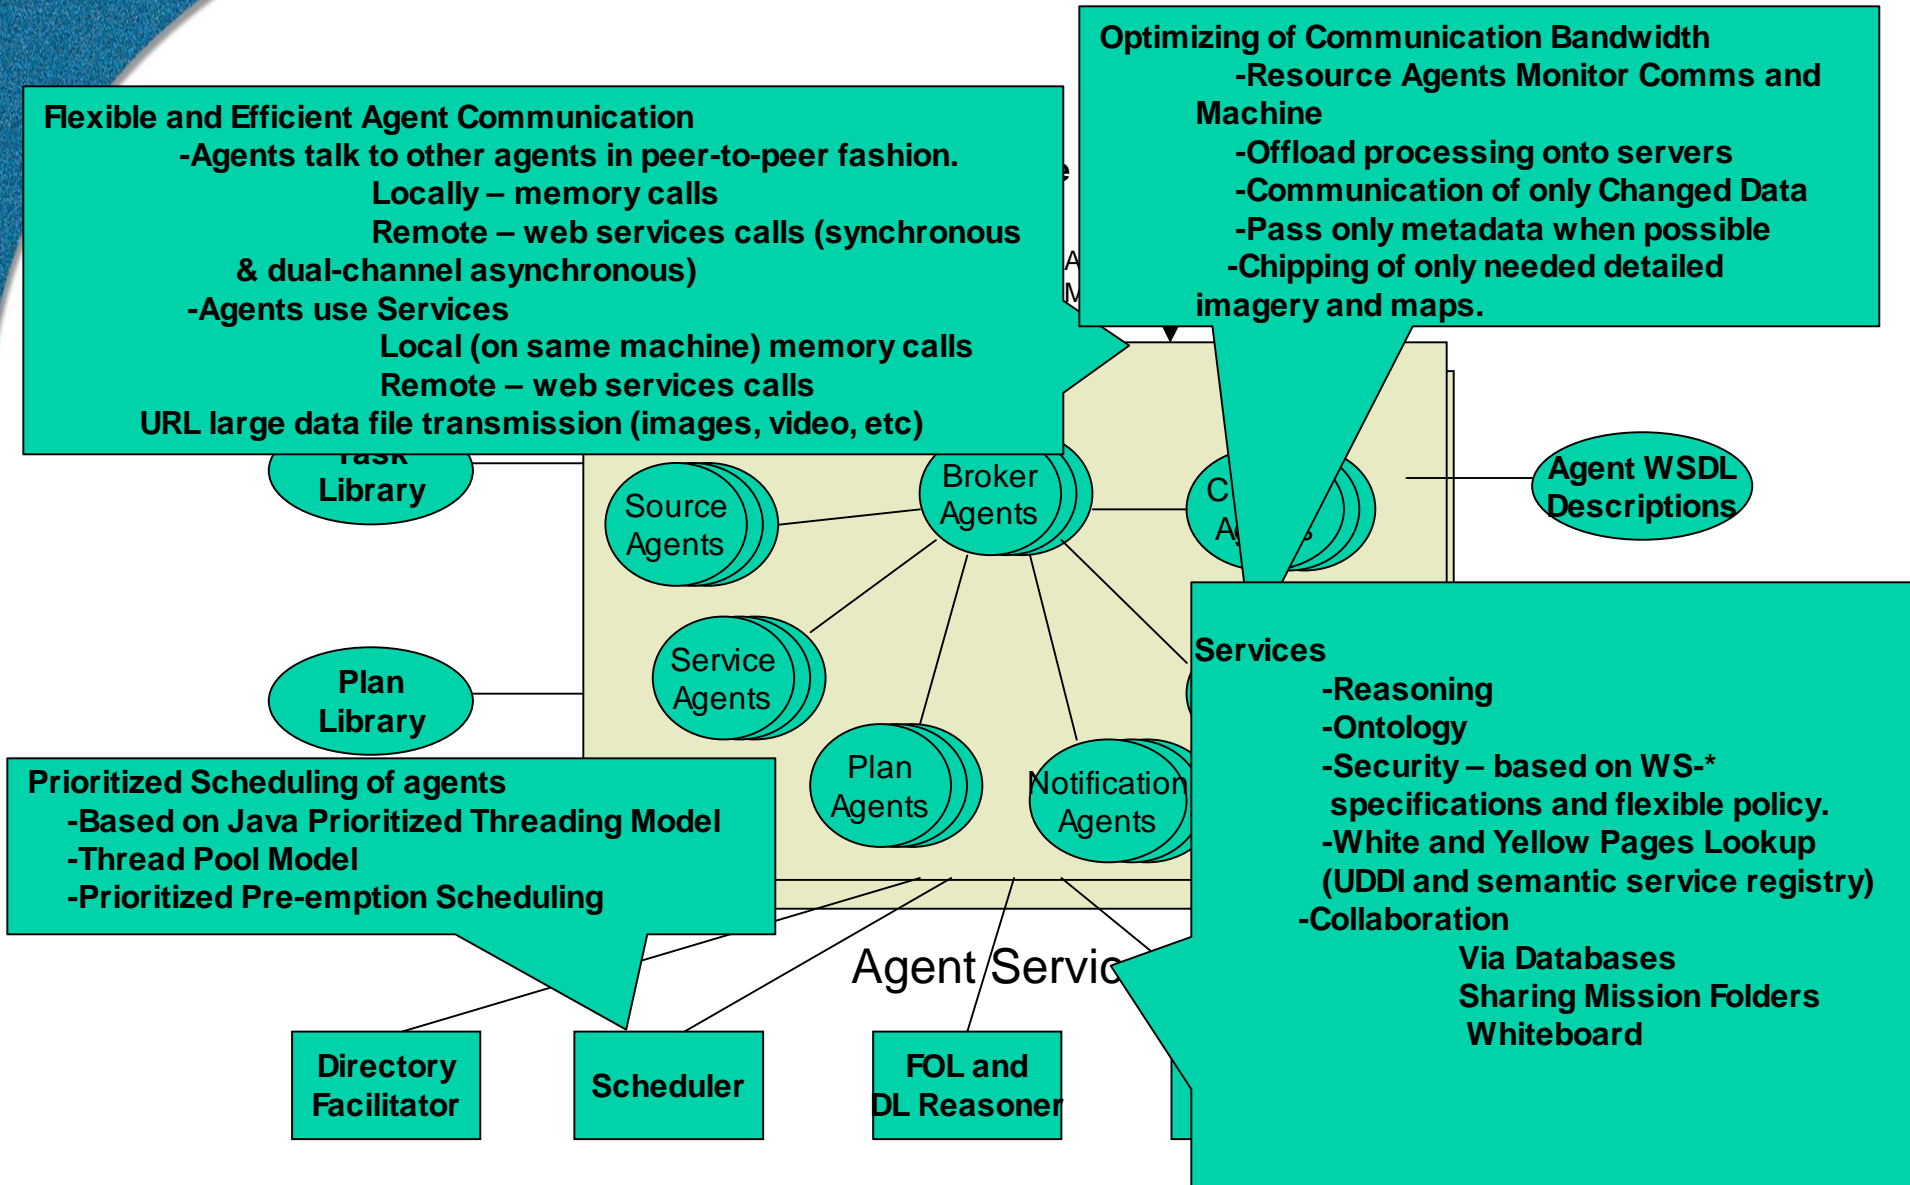 Optimizing of Communication Bandwidth
-Resource Agents Monitor Comms and
Machine
-Offload processing onto servers
-Communication of only Changed Data
-Pass only metadata when possible
-Chipping of only needed detailed
imagery and maps.
Flexible and Efficient Agent Communication
-Agents talk to other agents in peer-to-peer fashion.
Locally – memory calls
Remote – web services calls (synchronous
& dual-channel asynchronous)
-Agents use Services
Local (on same machine) memory calls
Remote – web services calls
URL large data file transmission (images, video, etc)
Task
Library
Source
Agents
Broker
Agents
Agent WSDL
Descriptions
Plan
Library
Service
Agents
Plan
Agents
Notification
Agents
Services
-Reasoning
-Ontology
-Security – based on WS-*
specifications and flexible policy.
-White and Yellow Pages Lookup
(UDDI and semantic service registry)
-Collaboration
Via Databases
Sharing Mission Folders
Whiteboard
Prioritized Scheduling of agents
-Based on Java Prioritized Threading Model
-Thread Pool Model
-Prioritized Pre-emption Scheduling
Agent
Directory
Facilitator
Scheduler
FOL and
DL Reasoner